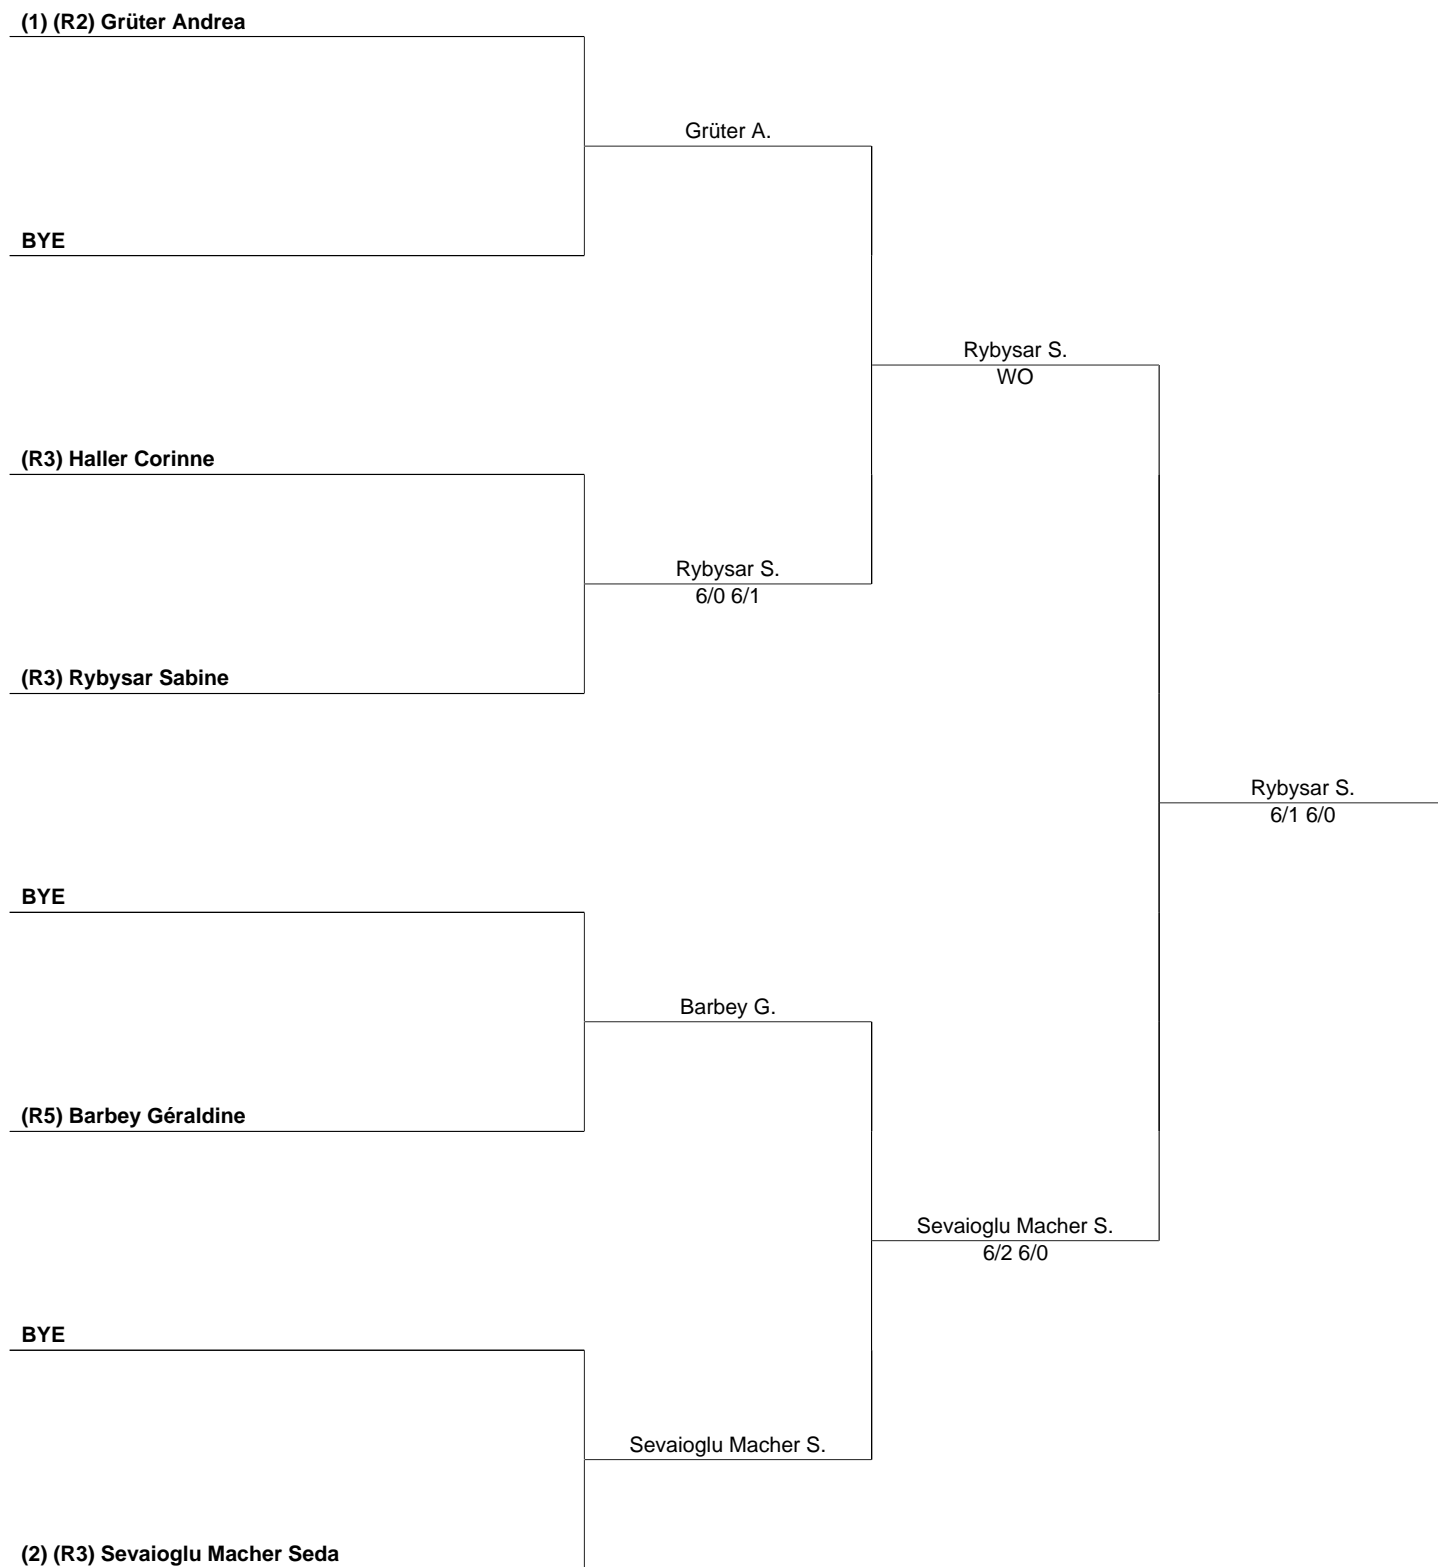 (1) (R2) Grüter Andrea
Grüter A.
BYE
Rybysar S.
WO
(R3) Haller Corinne
Rybysar S.
6/0 6/1
(R3) Rybysar Sabine
Rybysar S.
6/1 6/0
BYE
Barbey G.
(R5) Barbey Géraldine
Sevaioglu Macher S.
6/2 6/0
BYE
Sevaioglu Macher S.
(2) (R3) Sevaioglu Macher Seda